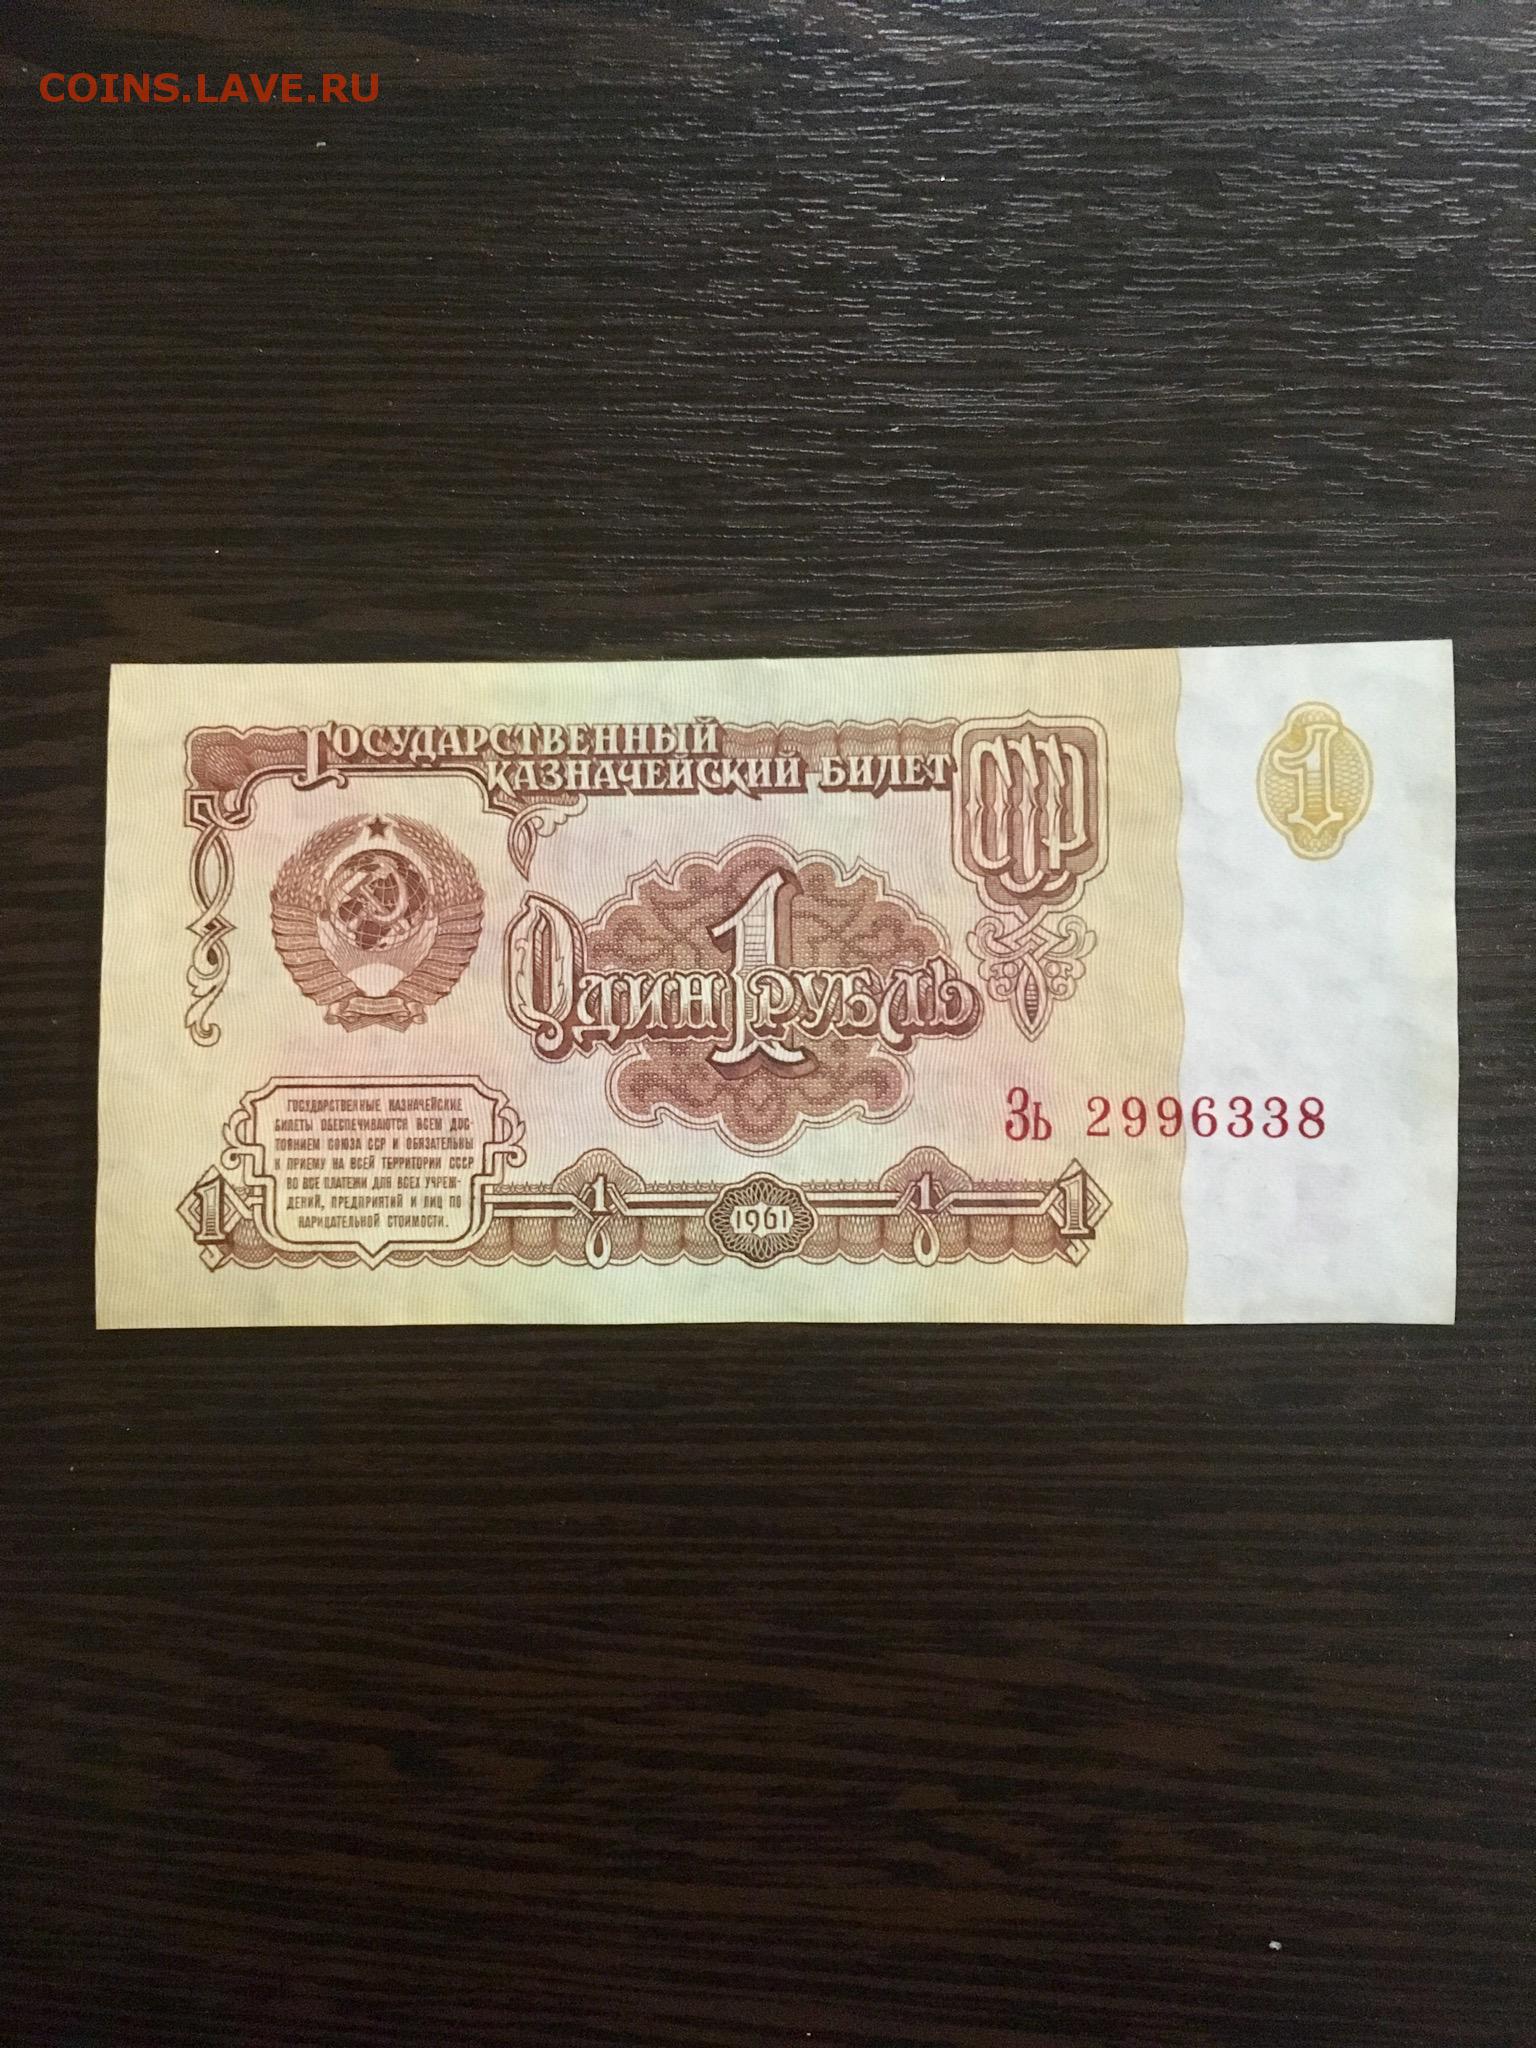 COINS.LAVE.RU
ГОСУДАРСТВЕННЫЙ
КАЗНАЧЕЙСКИЙ БИЛЕТ
СССР
1
1
ОДИН РУБЛЬ
Зь 2996338
ГОСУДАРСТВЕННЫЕ КАЗНАЧЕЙСКИЕ
БИЛЕТЫ ОБЕСПЕЧИВАЮТСЯ ВСЕМ ДОС-
ТОЯНИЕМ СОЮЗА ССР И ОБЯЗАТЕЛЬНЫ
К ПРИЕМУ НА ВСЕЙ ТЕРРИТОРИИ СССР
ВО ВСЕ ПЛАТЕЖИ ДЛЯ ВСЕХ УЧРЕЖ-
ДЕНИЙ, ПРЕДПРИЯТИЙ И ЛИЦ ПО
НАРИЦАТЕЛЬНОЙ СТОИМОСТИ.
1 1 1961 1 1